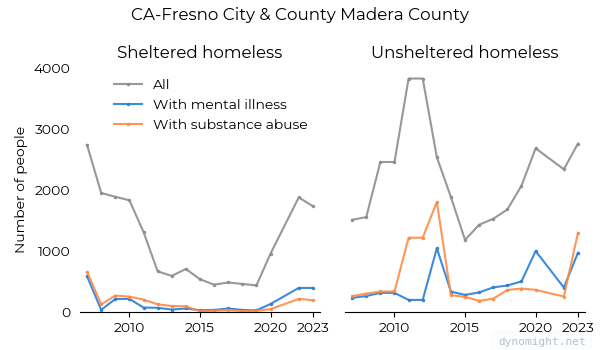 CA-Fresno City & County Madera County
Sheltered homeless
Unsheltered homeless
4000
3000
2000
1000
0
Number of people
All
With mental illness
With substance abuse
2010
2015
2020
2023
2010
2015
2020
2023
dynomight.net